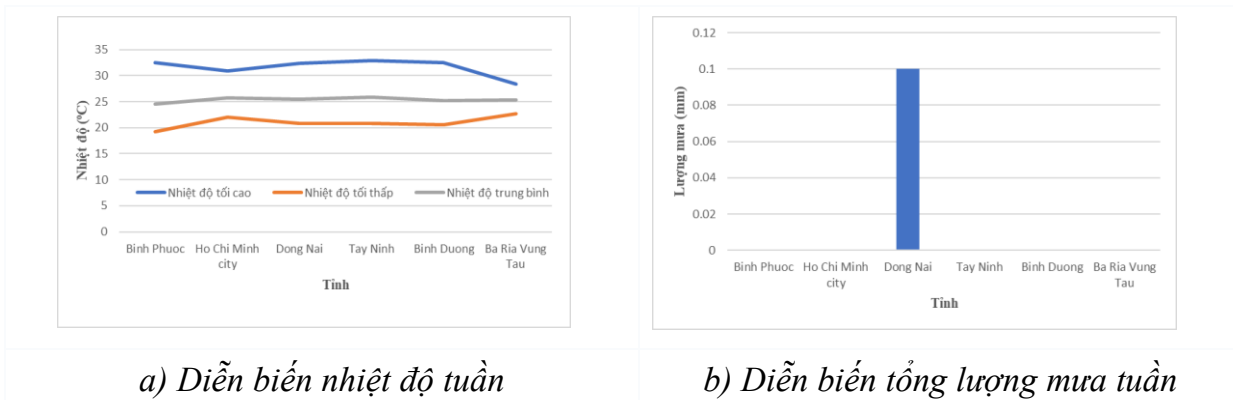 35
30
25
20
15
10
5
0
Nhiệt độ (°C)
Nhiệt độ tối cao
Nhiệt độ tối thấp
Nhiệt độ trung bình
Binh Phuoc
Ho Chi Minh
city
Dong Nai
Tay Ninh
Binh Duong
Ba Ria Vung
Tau
Tỉnh
0.12
0.1
0.08
0.06
0.04
0.02
0
Lượng mưa (mm)
Binh Phuoc
Ho Chi Minh
city
Dong Nai
Tay Ninh
Binh Duong
Ba Ria Vung
Tau
Tỉnh
a) Diễn biến nhiệt độ tuần
b) Diễn biến tổng lượng mưa tuần